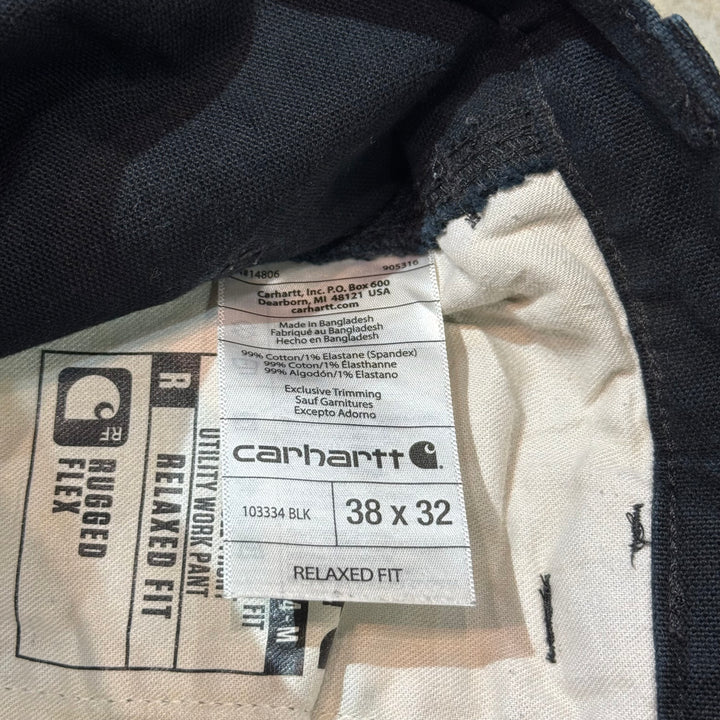 #14806 905316
Carhartt, Inc. P.O. Box 600
Dearborn, MI 48121 USA
carhartt.com
Made in Bangladesh
Fabriqué au Bangladesh
Hecho en Bangladesh
99% Cotton/1% Elastane (Spandex)
99% Coton/1% Élasthanne
99% Algodón/1% Elastano
Exclusive Trimming
Sauf Garnitures
Excepto Adorno
carhartt
103334 BLK 38 x 32
RELAXED FIT
RF
RUGGED
FLEX
R
RELAXED FIT
UTILITY WORK PANT